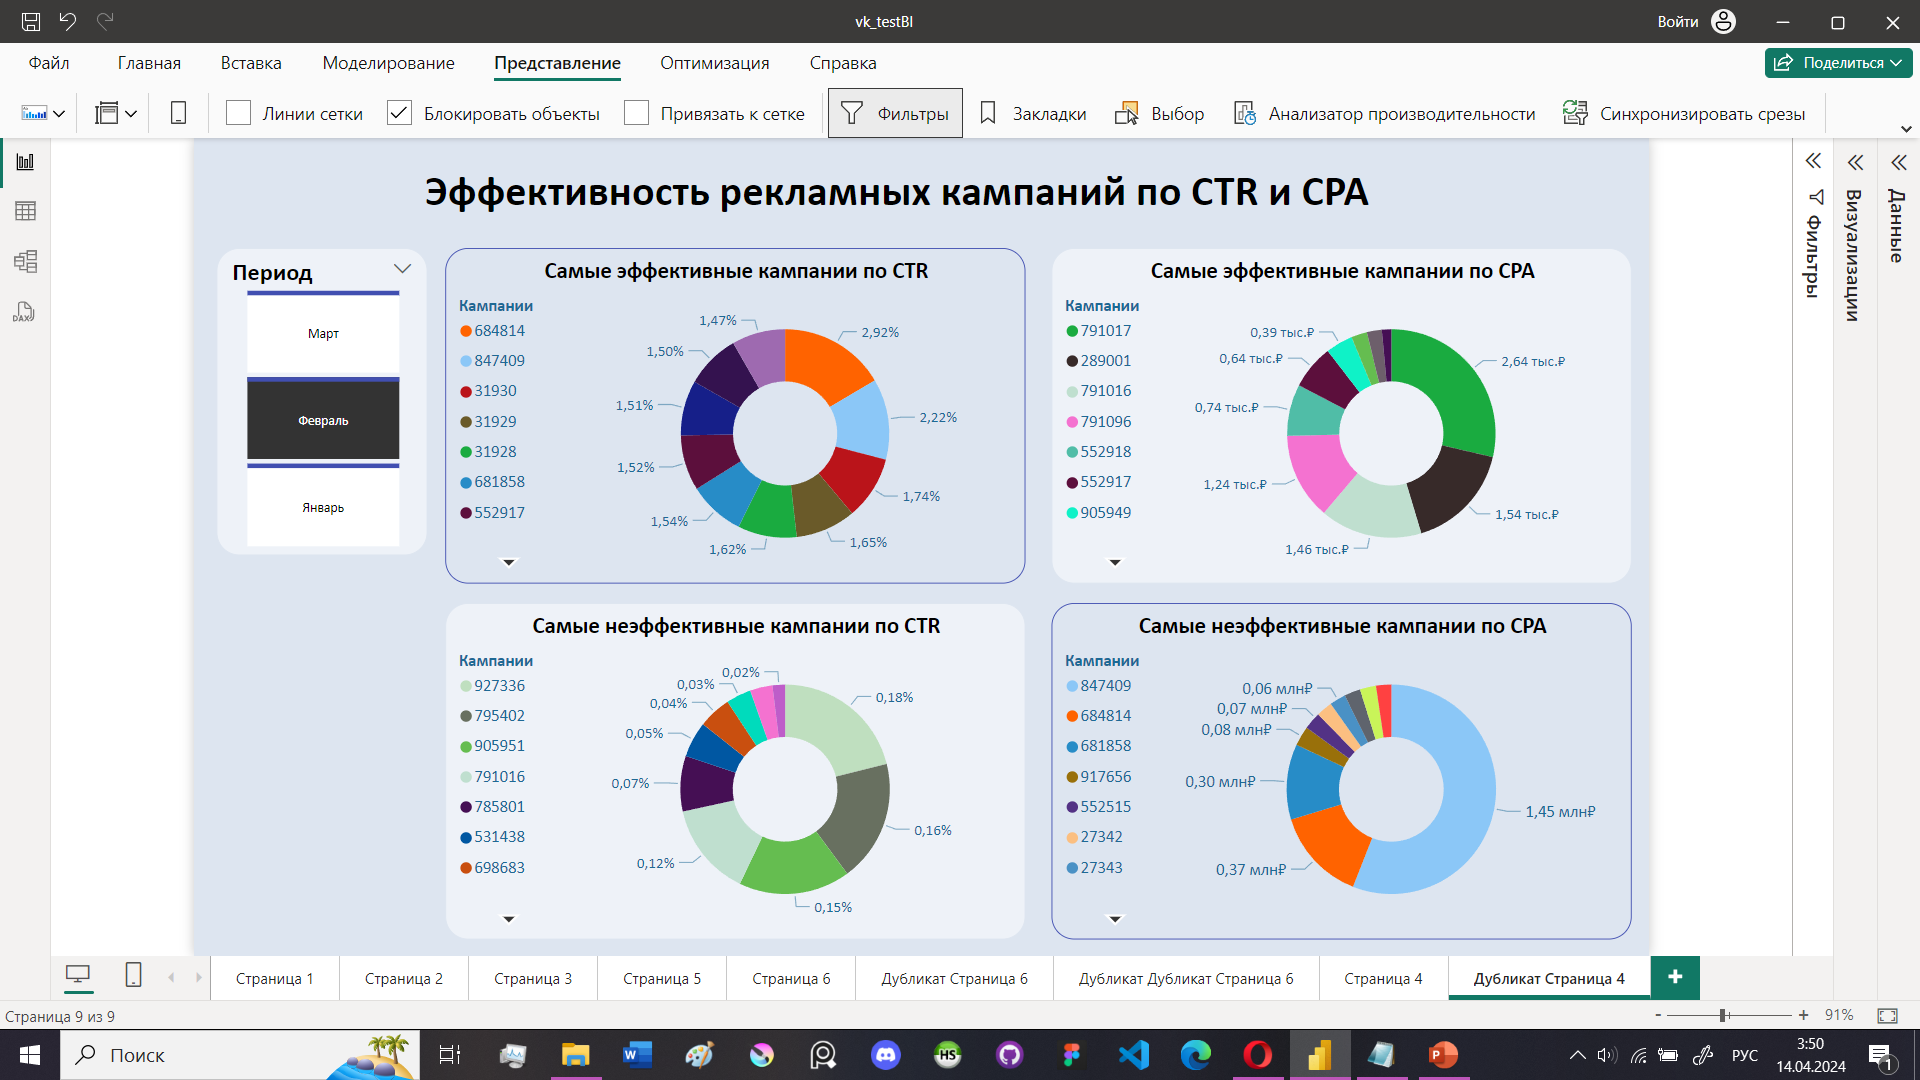 vk_testBI
Войти
Файл
Главная
Вставка
Моделирование
Представление
Оптимизация
Справка
Поделиться
Линии сетки
Блокировать объекты
Привязать к сетке
Фильтры
Закладки
Выбор
Анализатор производительности
Синхронизировать срезы
DAX
Эффективность рекламных кампаний по CTR и CPA
Период
Март
Февраль
Январь
Самые эффективные кампании по CTR
Кампании
684814
847409
31930
31929
31928
681858
552917
2,92%
2,22%
1,74%
1,65%
1,62%
1,54%
1,52%
1,51%
1,50%
1,47%
Самые эффективные кампании по CPA
Кампании
791017
289001
791016
791096
552918
552917
905949
2,64 тыс.₽
1,54 тыс.₽
1,46 тыс.₽
1,24 тыс.₽
0,74 тыс.₽
0,64 тыс.₽
0,39 тыс.₽
Самые неэффективные кампании по CTR
Кампании
927336
795402
905951
791016
785801
531438
698683
0,18%
0,16%
0,15%
0,12%
0,07%
0,05%
0,04%
0,03%
0,02%
Самые неэффективные кампании по CPA
Кампании
847409
684814
681858
917656
552515
27342
27343
1,45 млн₽
0,37 млн₽
0,30 млн₽
0,08 млн₽
0,07 млн₽
0,06 млн₽
Фильтры
Визуализации
Данные
Страница 1
Страница 2
Страница 3
Страница 5
Страница 6
Дубликат Страница 6
Дубликат Дубликат Страница 6
Страница 4
Дубликат Страница 4
+
Страница 9 из 9
- + 91%
Поиск
РУС
3:50
14.04.2024
1